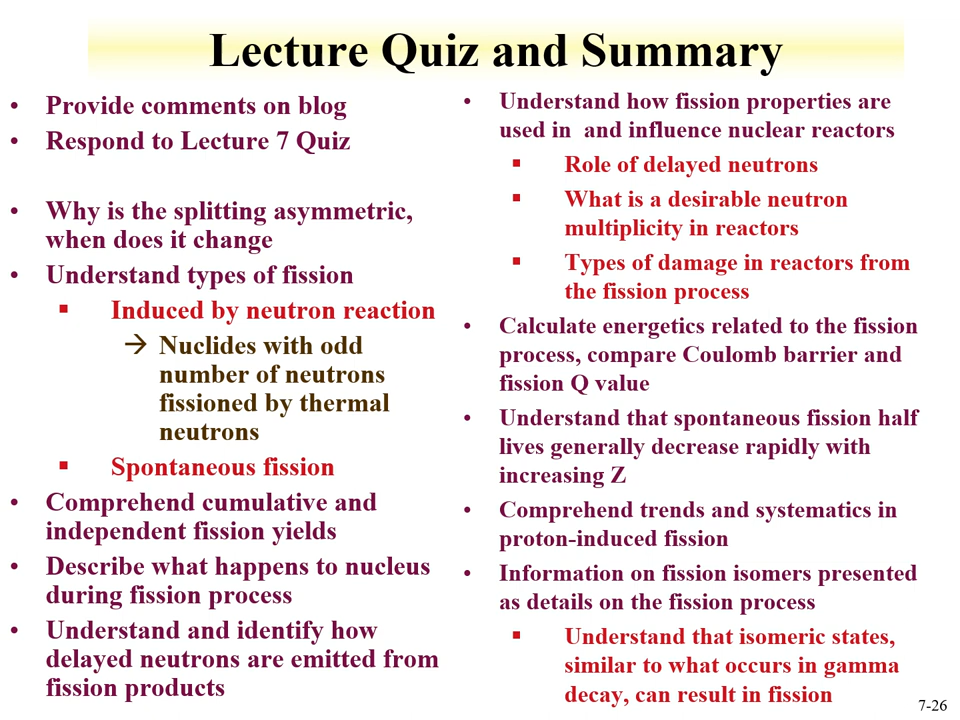 Lecture Quiz and Summary
• Provide comments on blog
• Respond to Lecture 7 Quiz
• Why is the splitting asymmetric,
when does it change
• Understand types of fission
▪ Induced by neutron reaction
→ Nuclides with odd
number of neutrons
fissioned by thermal
neutrons
▪ Spontaneous fission
• Comprehend cumulative and
independent fission yields
• Describe what happens to nucleus
during fission process
• Understand and identify how
delayed neutrons are emitted from
fission products
• Understand how fission properties are
used in and influence nuclear reactors
▪ Role of delayed neutrons
▪ What is a desirable neutron
multiplicity in reactors
▪ Types of damage in reactors from
the fission process
• Calculate energetics related to the fission
process, compare Coulomb barrier and
fission Q value
• Understand that spontaneous fission half
lives generally decrease rapidly with
increasing Z
• Comprehend trends and systematics in
proton-induced fission
• Information on fission isomers presented
as details on the fission process
▪ Understand that isomeric states,
similar to what occurs in gamma
decay, can result in fission
7-26